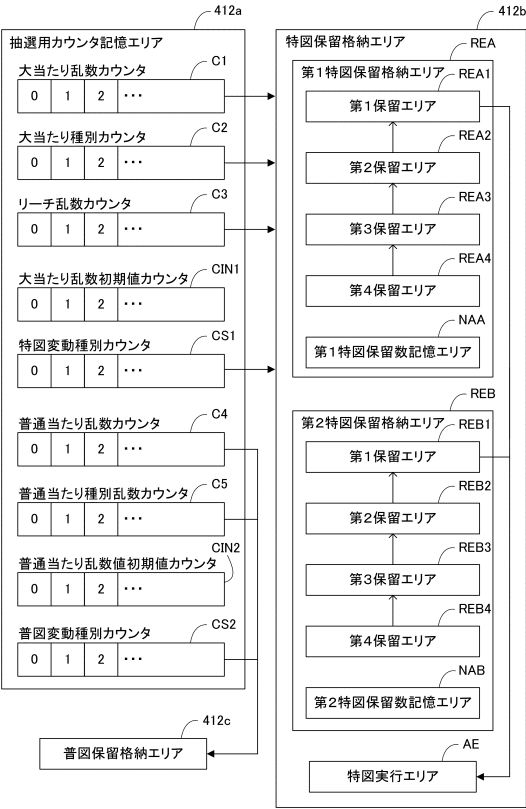 412a
抽選用カウンタ記憶エリア
大当たり乱数カウンタ
C1
0 1 2 ・・・
大当たり種別カウンタ
C2
0 1 2 ・・・
リーチ乱数カウンタ
C3
0 1 2 ・・・
大当たり乱数初期値カウンタ
CIN1
0 1 2 ・・・
特図変動種別カウンタ
CS1
0 1 2 ・・・
普通当たり乱数カウンタ
C4
0 1 2 ・・・
普通当たり種別乱数カウンタ
C5
0 1 2 ・・・
普通当たり乱数値初期値カウンタ
CIN2
0 1 2 ・・・
普図変動種別カウンタ
CS2
0 1 2 ・・・
412c
普図保留格納エリア
412b
特図保留格納エリア
REA
第1特図保留格納エリア
REA1
第1保留エリア
REA2
第2保留エリア
REA3
第3保留エリア
REA4
第4保留エリア
NAA
第1特図保留数記憶エリア
REB
第2特図保留格納エリア
REB1
第1保留エリア
REB2
第2保留エリア
REB3
第3保留エリア
REB4
第4保留エリア
NAB
第2特図保留数記憶エリア
AE
特図実行エリア